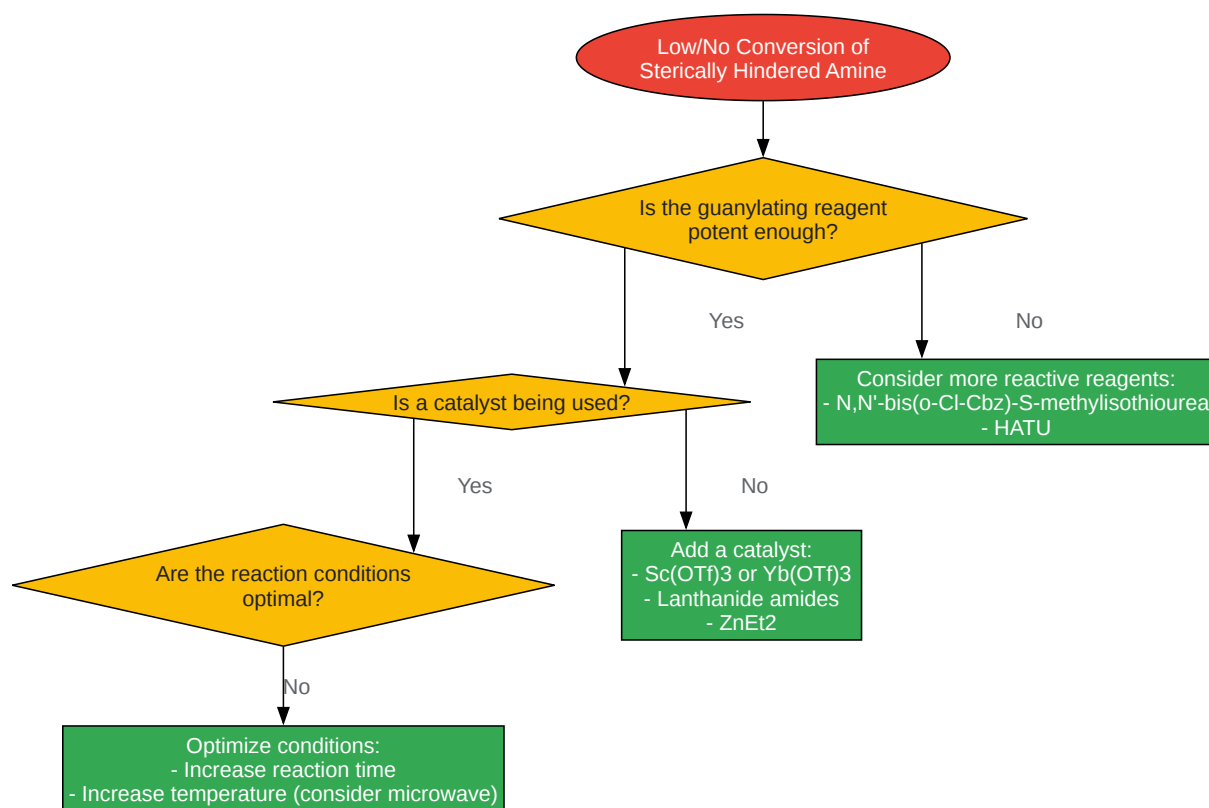 Low/No Conversion of
Sterically Hindered Amine
Is the guanylating reagent
potent enough?
Yes
No
Consider more reactive reagents:
- N,N'-bis(o-Cl-Cbz)-S-methylisothiourea
- HATU
Is a catalyst being used?
Yes
No
Add a catalyst:
- Sc(OTf)3 or Yb(OTf)3
- Lanthanide amides
- ZnEt2
Are the reaction conditions
optimal?
No
Optimize conditions:
- Increase reaction time
- Increase temperature (consider microwave)